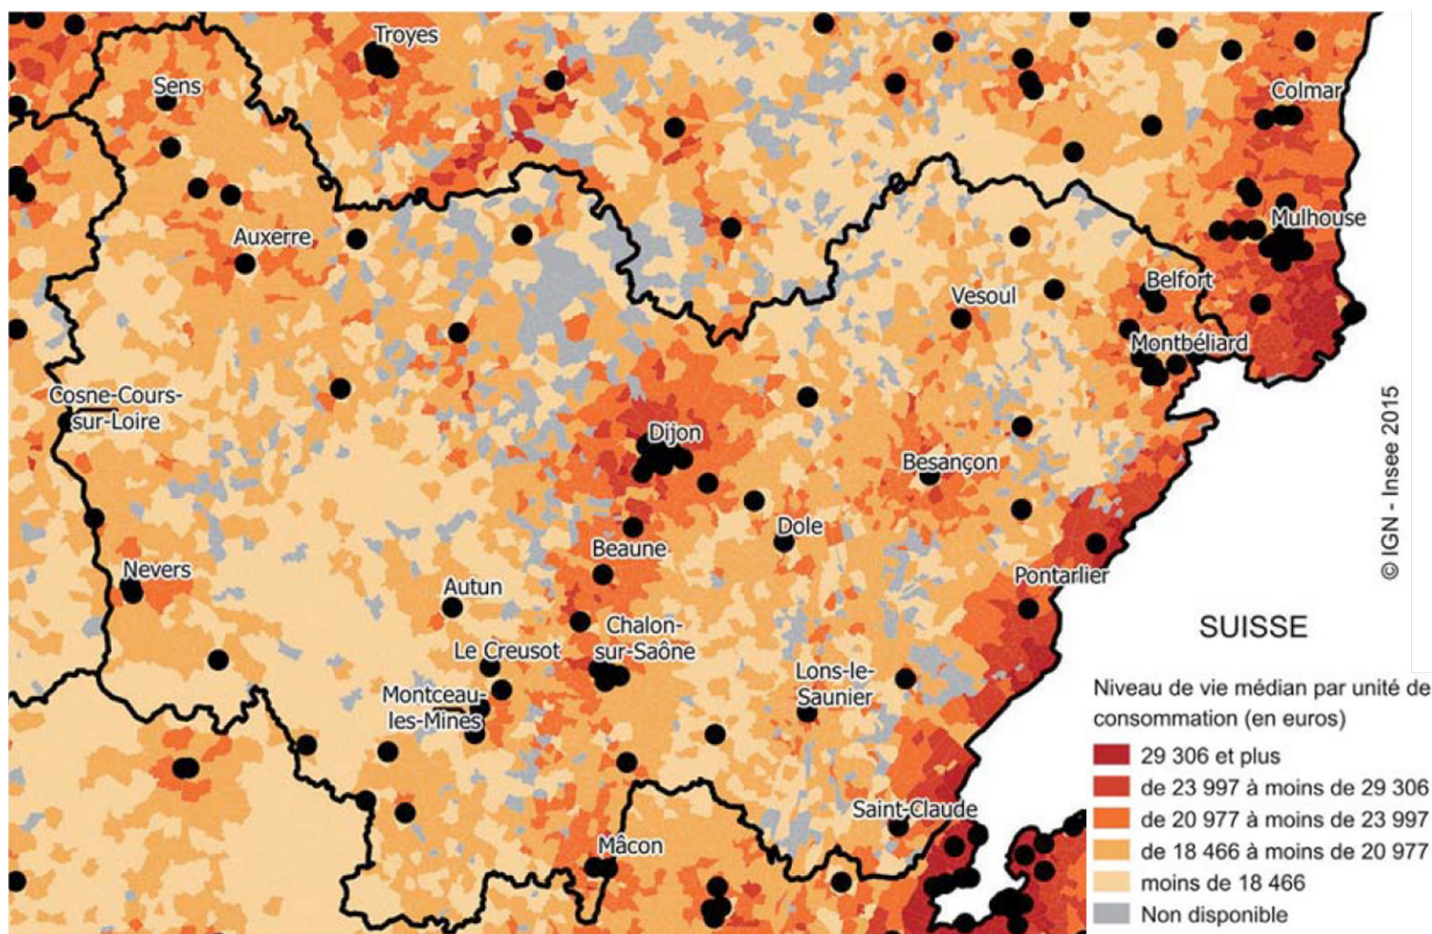 Troyes
Sens
Colmar
Auxerre
Mulhouse
Vesoul
Belfort
Montbéliard
Cosne-Cours-
sur-Loire
Dijon
Besançon
Dole
Beaune
Nevers
Autun
Pontarlier
Le Creusot
Chalon-
sur-Saône
Montceau-
les-Mines
Lons-le-
Saunier
Saint-Claude
Mâcon
© IGN - Insee 2015
SUISSE
Niveau de vie médian par unité de
consommation (en euros)
29 306 et plus
de 23 997 à moins de 29 306
de 20 977 à moins de 23 997
de 18 466 à moins de 20 977
moins de 18 466
Non disponible